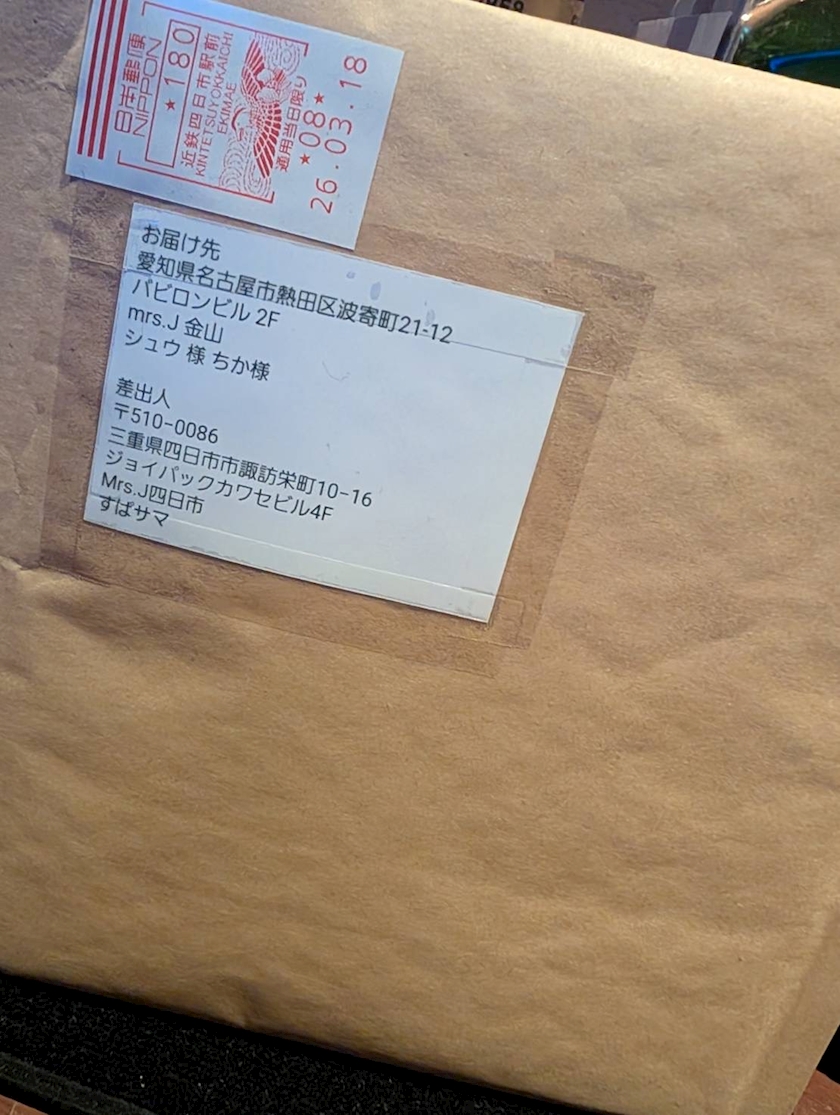 日本郵便
NIPPON
★ 180
近鉄四日市駅前
KINTETSUYOKKAICHI
EKIMAE
適用当日限り
★08★
26.03.18
お届け先
愛知県名古屋市熱田区波寄町21-12
バビロンビル 2F
mrs.J 金山
シュウ 様 ちか様
差出人
〒510-0086
三重県四日市市諏訪栄町10-16
ジョイパックカワセビル4F
Mrs.J四日市
ずばサマ